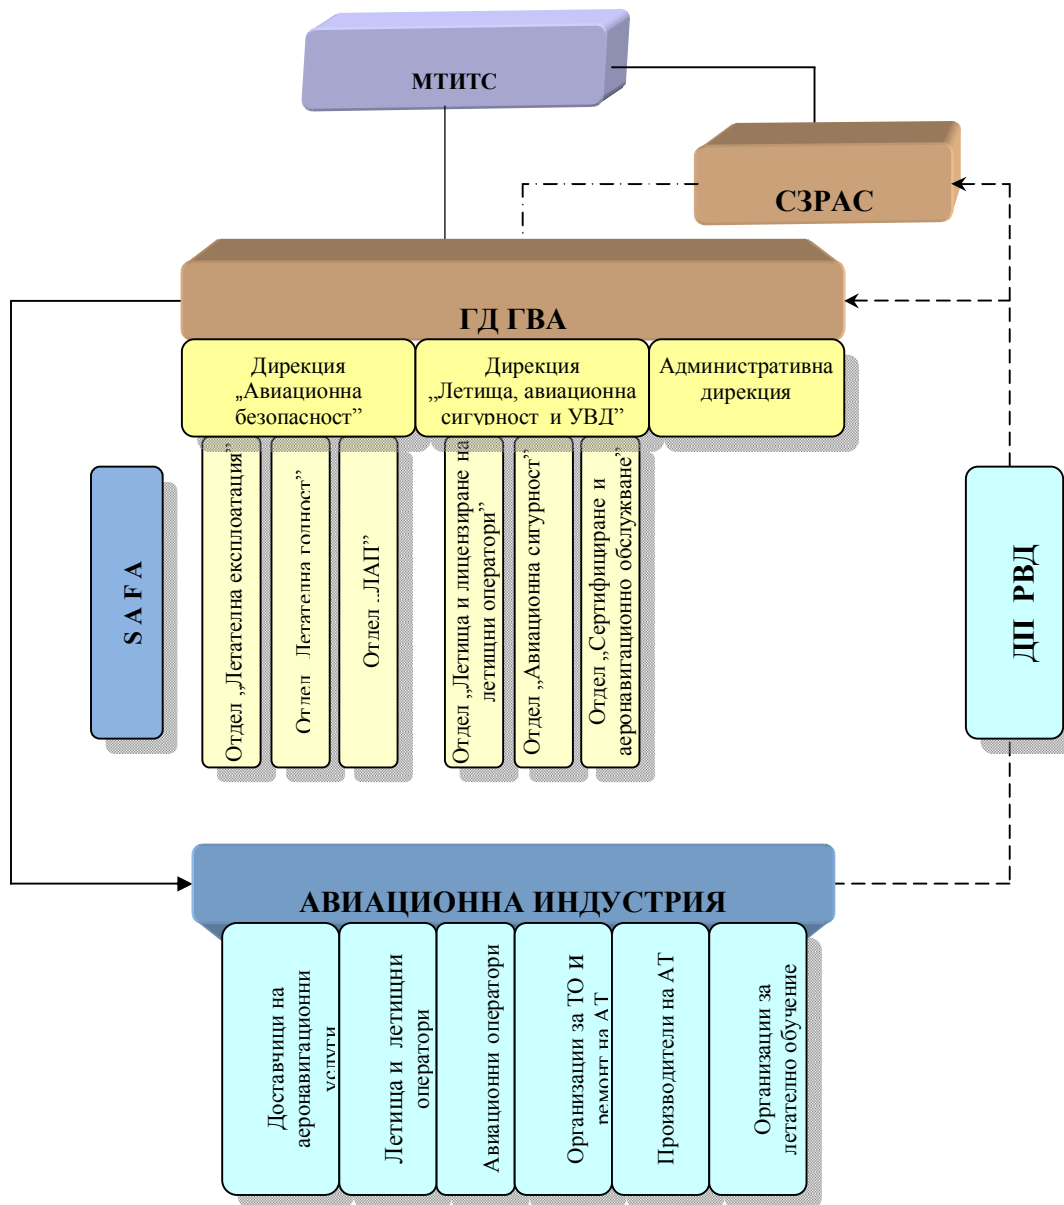 МТИТС
СЗРАС
ГД ГВА
Дирекция
„Авиационна
безопасност”
Дирекция
„Летища, авиационна
сигурност и УВД”
Административна
дирекция
S A F A
Отдел „Летателна експлоатация”
Отдел Летателна годност”
Отдел „ЛАП”
Отдел „Летища и лицензиране на
летищни оператори”
Отдел „Авиационна сигурност”
Отдел „Сертифициране и
аеронавигационно обслужване”
ДП РВД
АВИАЦИОННА ИНДУСТРИЯ
Доставчици на
аеронавигационни
услуги
Летища и летищни
оператори
Авиационни оператори
Организации за ТО и
ремонт на АТ
Производители на АТ
Организации за
летателно обучение